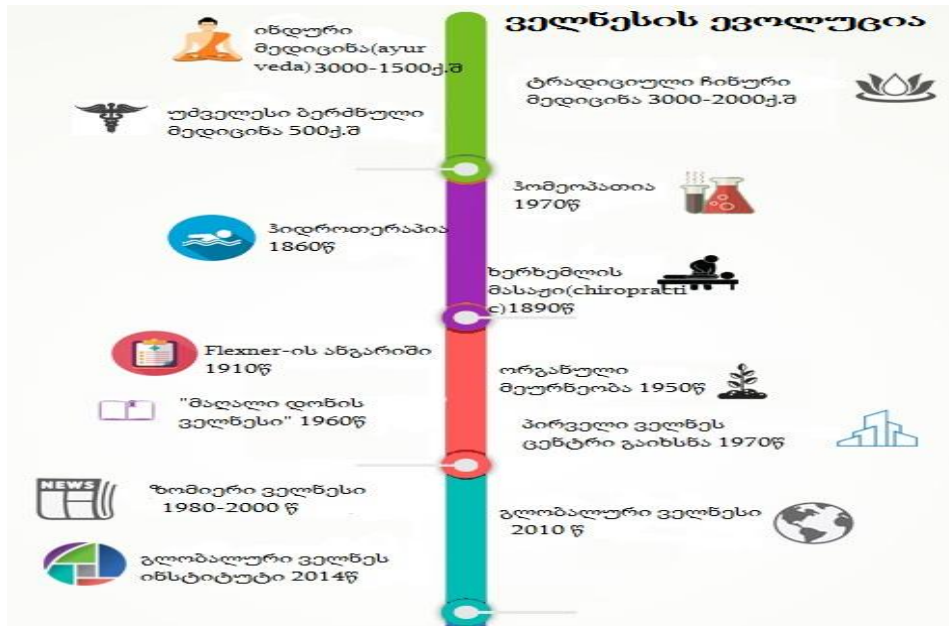 ველნესის ევოლუცია
ინდური
მედიცინა(ayur
veda)3000-1500ქ.შ
ტრადიციული ჩინური
მედიცინა 3000-2000ქ.შ
უძველესი ბერძნული
მედიცინა 500ქ.შ
ჰომეოპათია
1970წ
ჰიდროთერაპია
1860წ
ხერხემლის
მასაჟი(chiropracti
c)1890წ
Flexner-ის ანგარიში
1910წ
ორგანული
მეურნეობა 1950წ
"მაღალი დონის
ველნესი" 1960წ
პირველი ველნეს
ცენტრი გაიხსნა 1970წ
NEWS
ზომიერი ველნესი
1980-2000 წ
გლობალური ველნესი
2010 წ
გლობალური ველნეს
ინსტიტუტი 2014წ